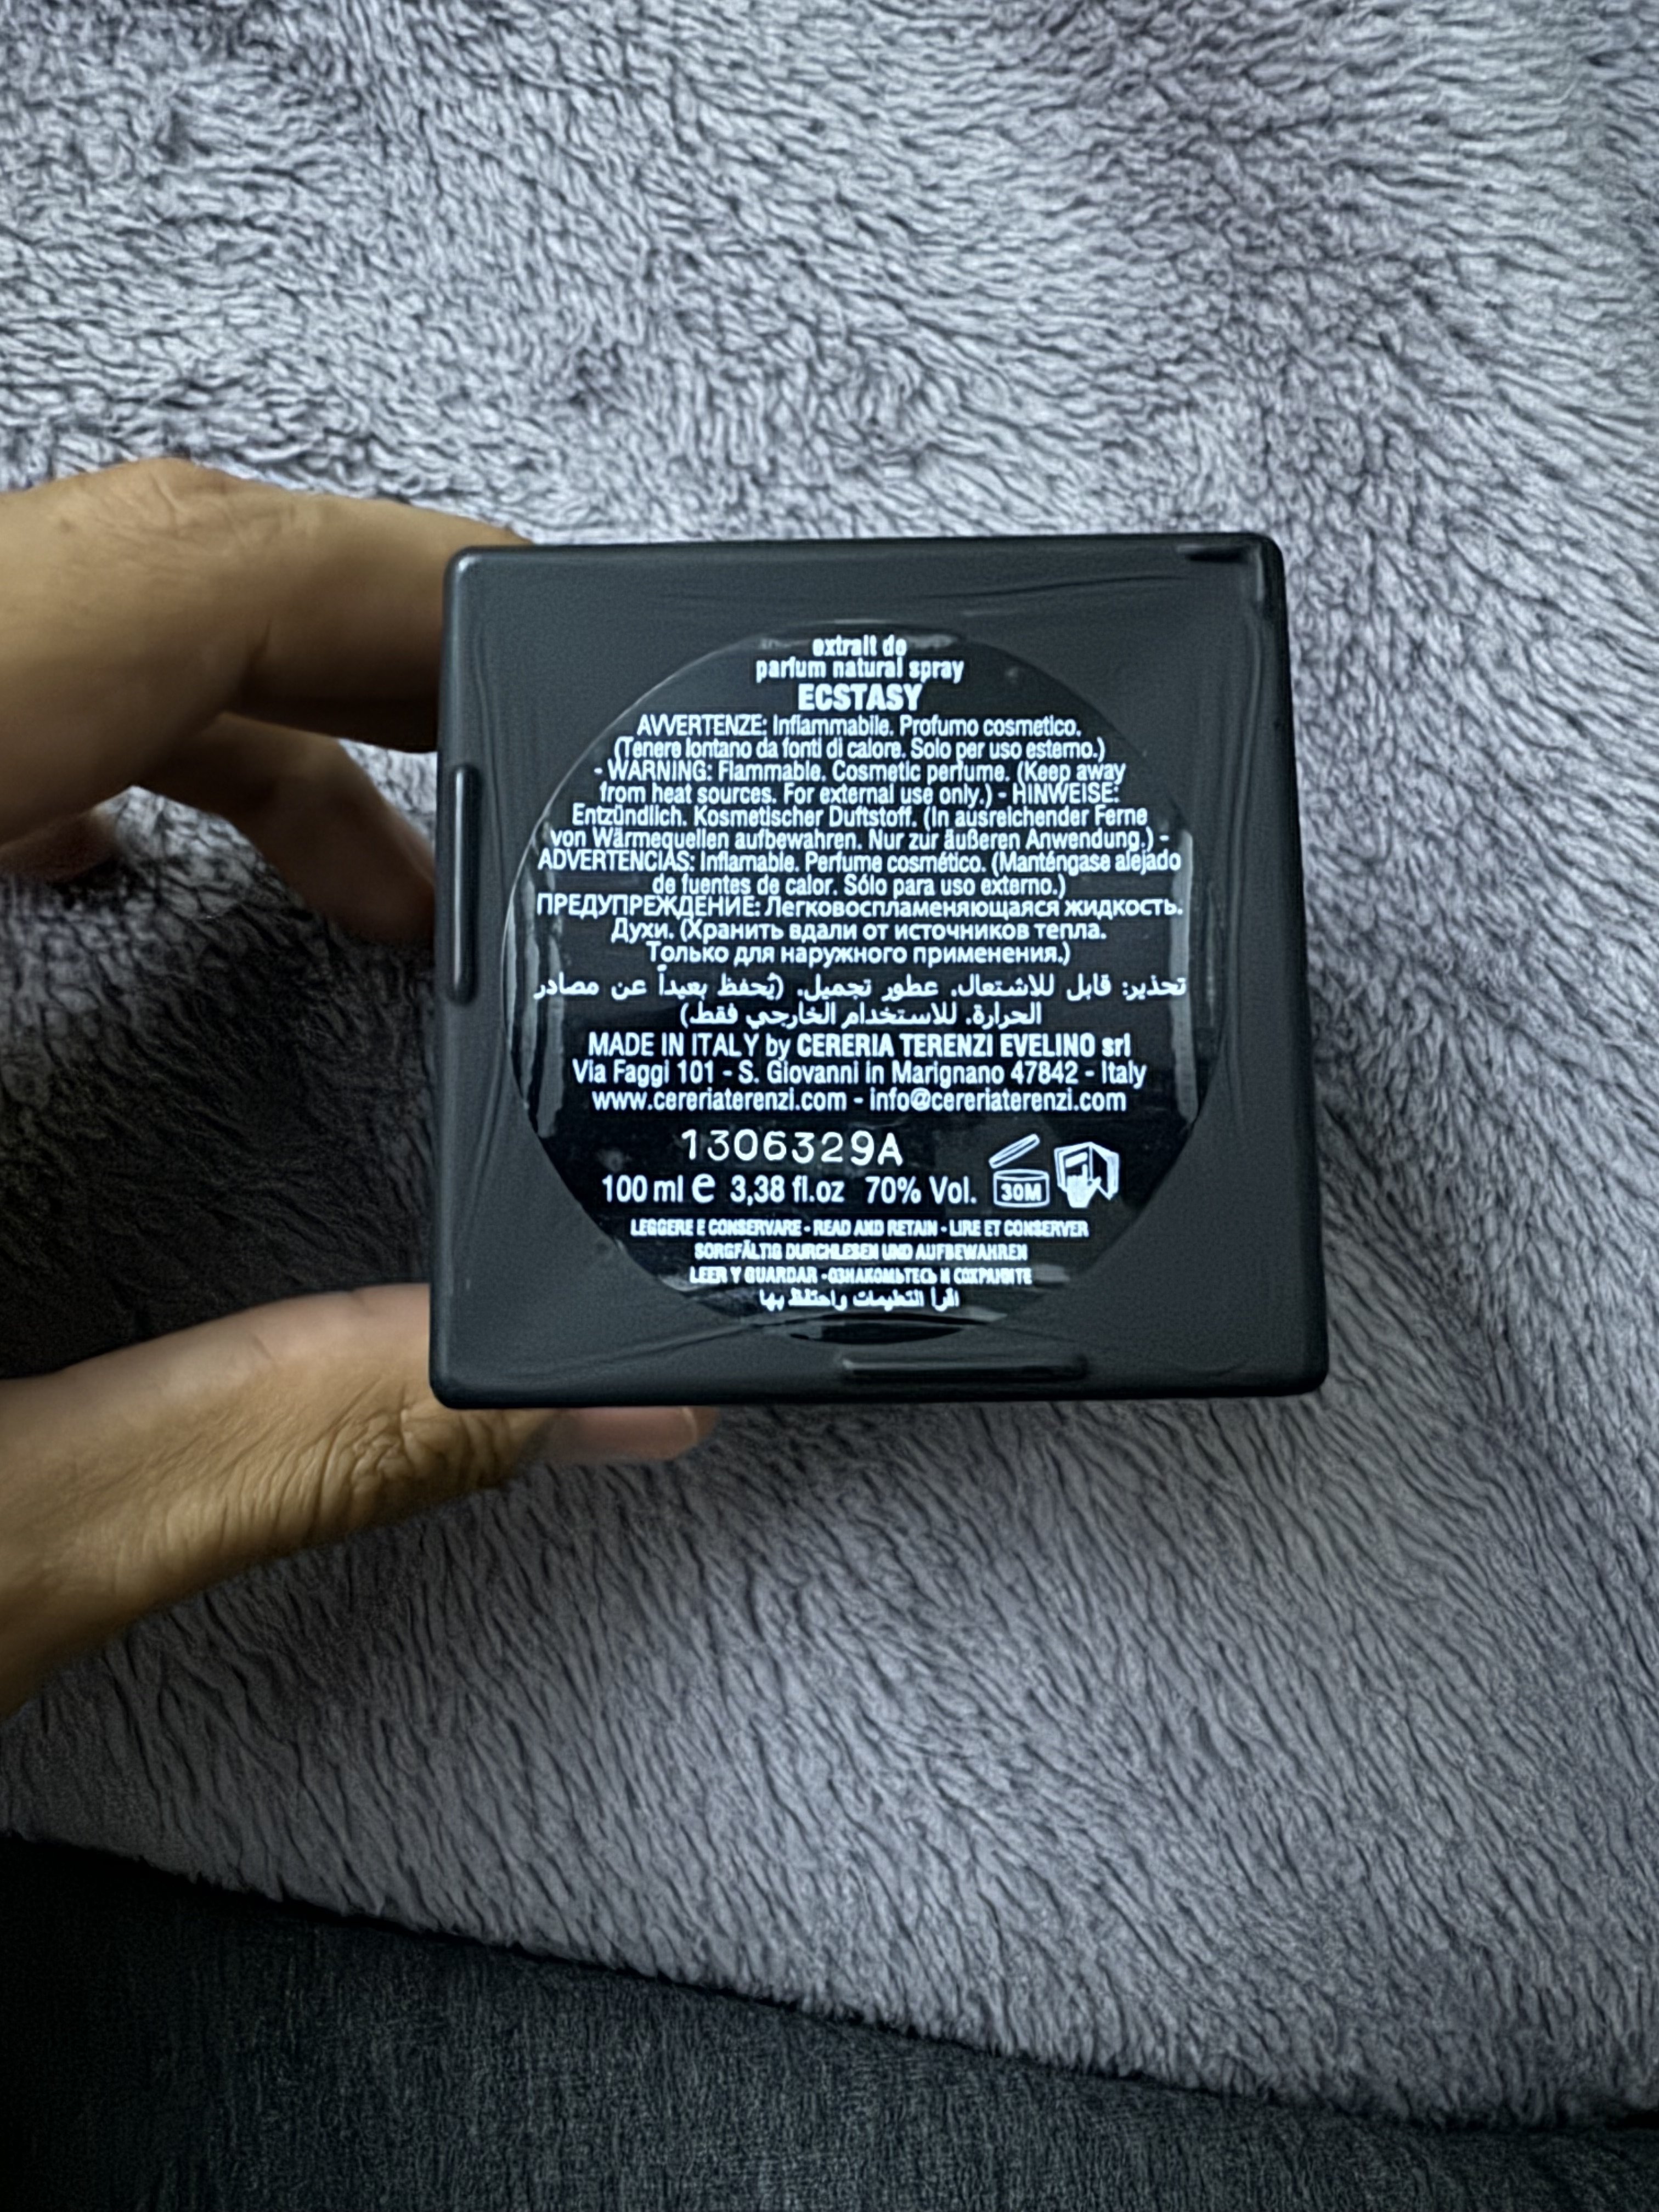 extrait de
parfum natural spray
ECSTASY
AVVERTENZE: Infiammabile. Profumo cosmetico.
(Tenere lontano da fonti di calore. Solo per uso esterno.)
- WARNING: Flammable. Cosmetic perfume. (Keep away
from heat sources. For external use only.) - HINWEISE:
Entzündlich. Kosmetischer Duftstoff. (In ausreichender Ferne
von Wärmequellen aufbewahren. Nur zur äußeren Anwendung.) -
ADVERTENCIAS: Inflamable. Perfume cosmético. (Manténgase alejado
de fuentes de calor. Sólo para uso externo.)
ПРЕДУПРЕЖДЕНИЕ: Легковоспламеняющаяся жидкость.
Духи. (Хранить вдали от источников тепла.
Только для наружного применения.)
تحذير: قابل للاشتعال. عطور تجميل. (يُحفظ بعيداً عن مصادر
الحرارة. للاستخدام الخارجي فقط)
MADE IN ITALY by CERERIA TERENZI EVELINO srl
Via Faggi 101 - S. Giovanni in Marignano 47842 - Italy
www.cereriaterenzi.com - info@cereriaterenzi.com
1306329A
100 ml e 3,38 fl.oz 70% Vol. 30M
LEGGERE E CONSERVARE - READ AND RETAIN - LIRE ET CONSERVER
SORGFÄLTIG DURCHLESEN UND AUFBEWAHREN
LEER Y GUARDAR - ОЗНАКОМЬТЕСЬ И СОХРАНИТЕ
اقرأ التعليمات واحتفظ بها